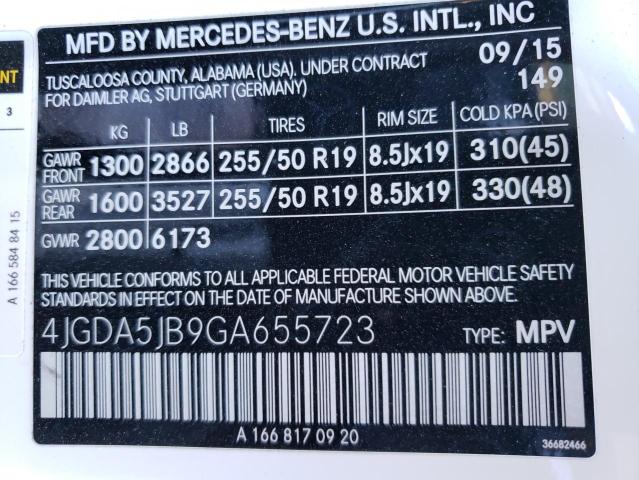 MFD BY MERCEDES-BENZ U.S. INTL., INC
TUSCALOOSA COUNTY, ALABAMA (USA). UNDER CONTRACT 09/15
FOR DAIMLER AG, STUTTGART (GERMANY) 149
KG LB TIRES RIM SIZE COLD KPA (PSI)
GAWR FRONT 1300 2866 255/50 R19 8.5Jx19 310(45)
GAWR REAR 1600 3527 255/50 R19 8.5Jx19 330(48)
GVWR 2800 6173
THIS VEHICLE CONFORMS TO ALL APPLICABLE FEDERAL MOTOR VEHICLE SAFETY
STANDARDS IN EFFECT ON THE DATE OF MANUFACTURE SHOWN ABOVE.
4JGDA5JB9GA655723 TYPE: MPV
A 166 817 09 20
36682466
NT
3
A 166 584 84 15